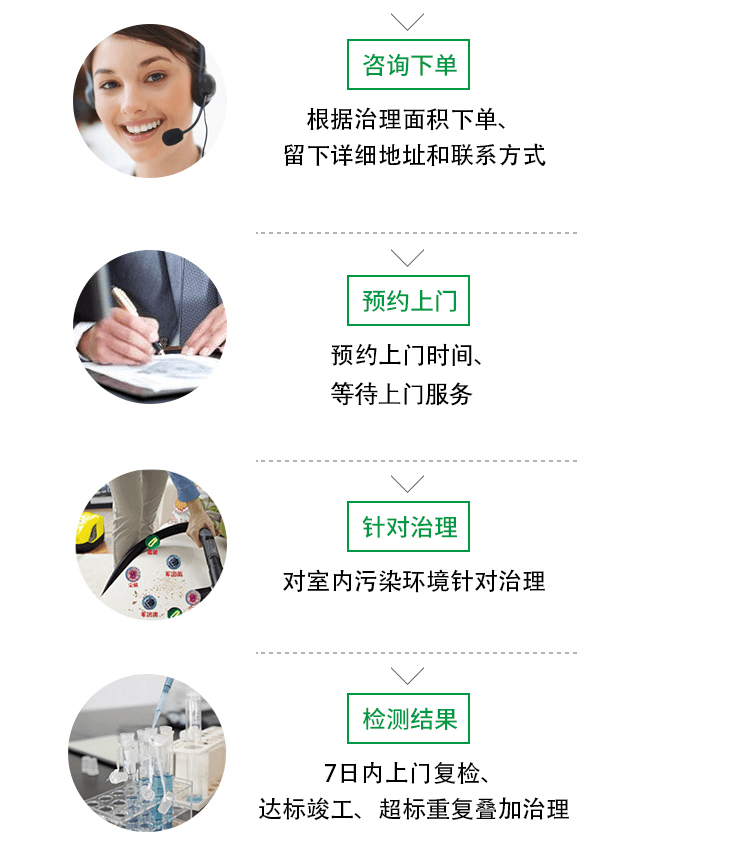 咨询下单
根据治理面积下单、
留下详细地址和联系方式
预约上门
预约上门时间、
等待上门服务
针对治理
对室内污染环境针对治理
检测结果
7日内上门复检、
达标竣工、超标重复叠加治理